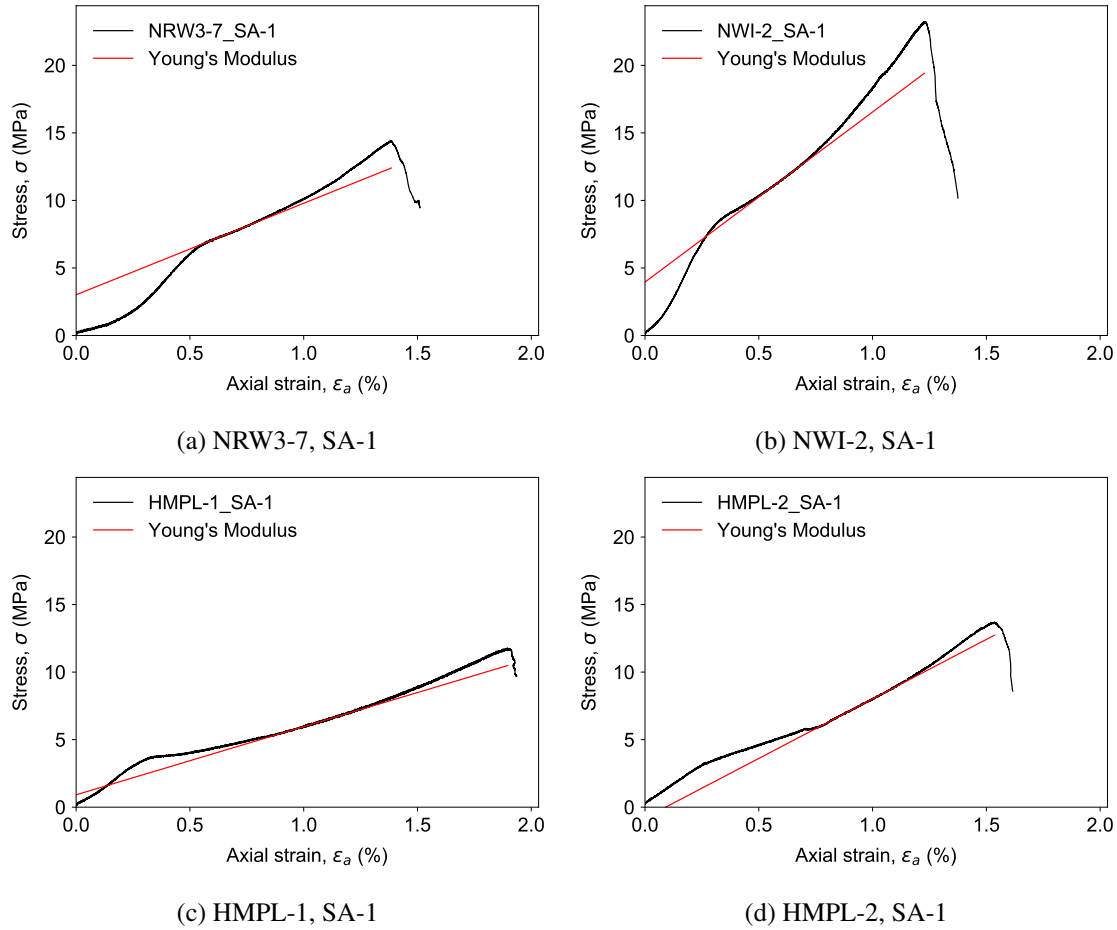 NRW3-7_SA-1
Young's Modulus
Stress, σ (MPa)
20
15
10
5
0
0.0 0.5 1.0 1.5 2.0
Axial strain, εa (%)
(a) NRW3-7, SA-1
NWI-2_SA-1
Young's Modulus
Stress, σ (MPa)
20
15
10
5
0
0.0 0.5 1.0 1.5 2.0
Axial strain, εa (%)
(b) NWI-2, SA-1
HMPL-1_SA-1
Young's Modulus
Stress, σ (MPa)
20
15
10
5
0
0.0 0.5 1.0 1.5 2.0
Axial strain, εa (%)
(c) HMPL-1, SA-1
HMPL-2_SA-1
Young's Modulus
Stress, σ (MPa)
20
15
10
5
0
0.0 0.5 1.0 1.5 2.0
Axial strain, εa (%)
(d) HMPL-2, SA-1